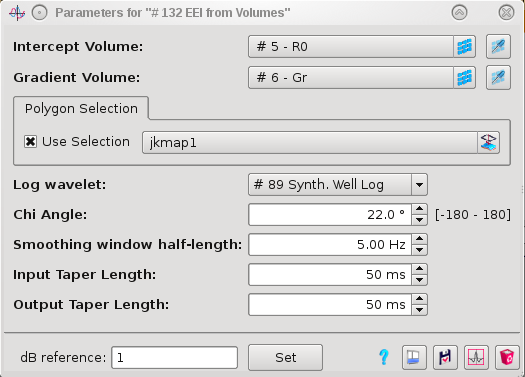 Parameters for "# 132 EEI from Volumes"
Intercept Volume: # 5 - R0
Gradient Volume: # 6 - Gr
Polygon Selection
Use Selection jkmap1
Log wavelet: # 89 Synth. Well Log
Chi Angle: 22.0 ° [-180 - 180]
Smoothing window half-length: 5.00 Hz
Input Taper Length: 50 ms
Output Taper Length: 50 ms
dB reference: 1 Set ?